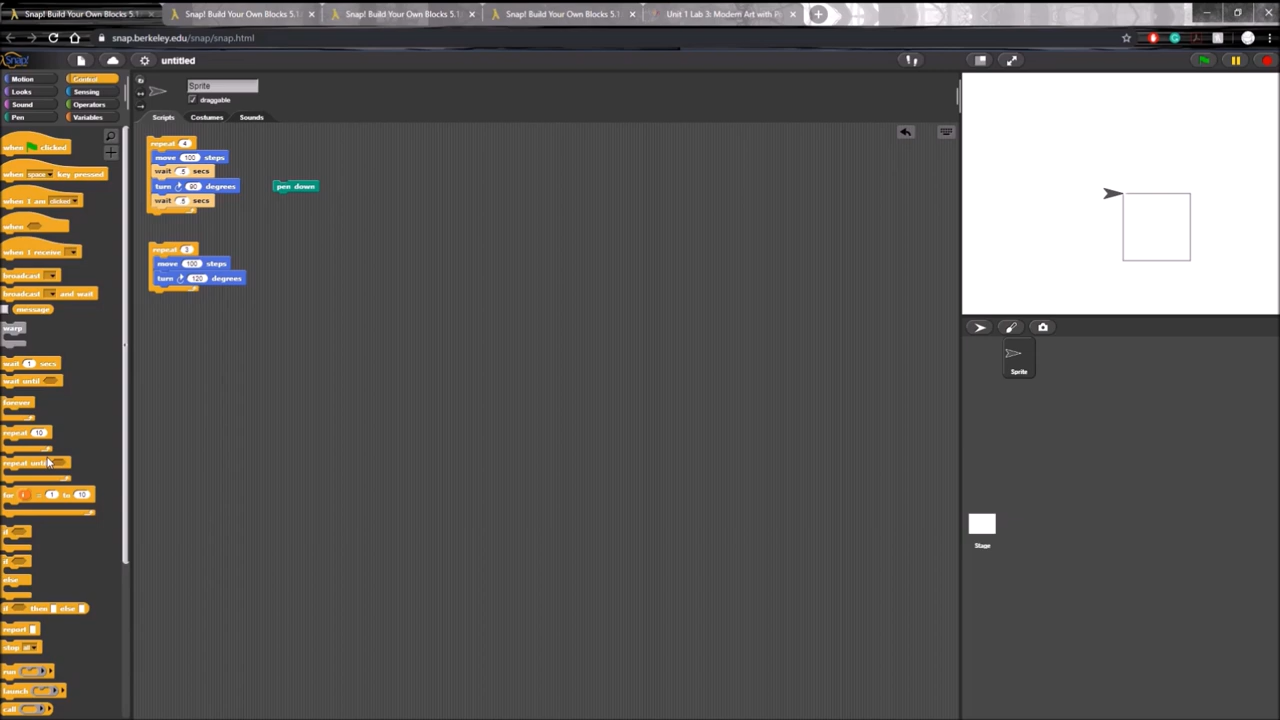 Snap! Build Your Own Blocks 5.1
Snap! Build Your Own Blocks 5.1
Snap! Build Your Own Blocks 5.1
Snap! Build Your Own Blocks 5.1
Unit 1 Lab 3: Modern Art with P
snap.berkeley.edu/snap/snap.html
Snap!
untitled
Motion
Control
Looks
Sensing
Sound
Operators
Pen
Variables
Sprite
draggable
Scripts
Costumes
Sounds
when clicked
when space key pressed
when I am clicked
when
when I receive
broadcast
broadcast and wait
message
warp
wait 1 secs
wait until
forever
repeat 10
repeat until
for i = 1 to 10
if
if
else
if then else
report
stop all
run
launch
call
repeat 4
move 100 steps
wait .5 secs
turn 90 degrees
wait .5 secs
pen down
repeat 3
move 100 steps
turn 120 degrees
Sprite
Stage